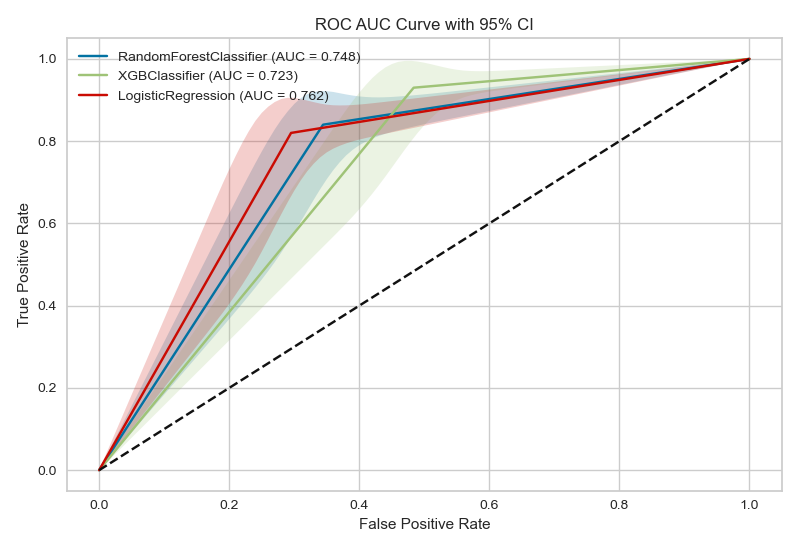 ROC AUC Curve with 95% CI
RandomForestClassifier (AUC = 0.748)
XGBClassifier (AUC = 0.723)
LogisticRegression (AUC = 0.762)
True Positive Rate
1.0
0.8
0.6
0.4
0.2
0.0
0.0 0.2 0.4 0.6 0.8 1.0
False Positive Rate